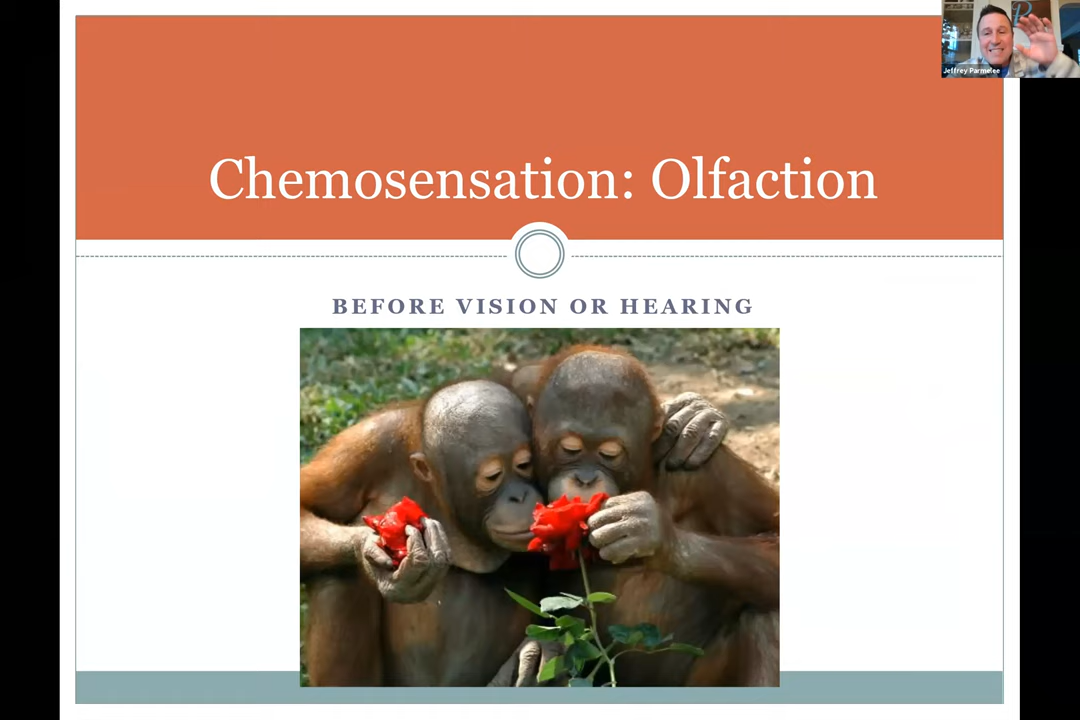 Jeffrey Parmelee
Chemosensation: Olfaction
BEFORE VISION OR HEARING